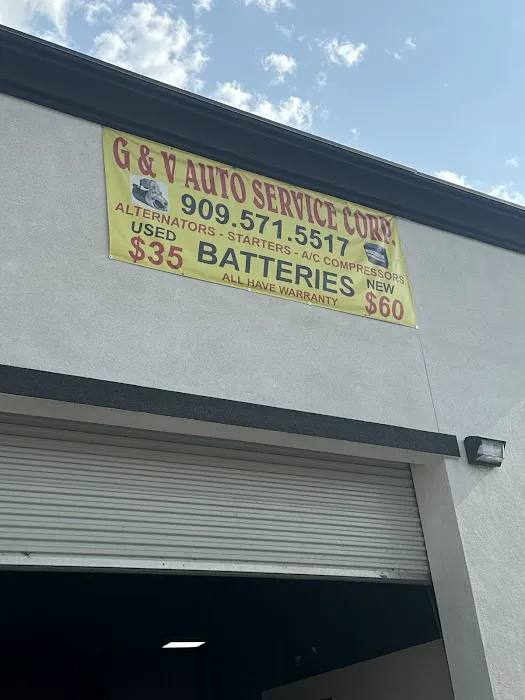 G & V AUTO SERVICE CORP.
909.571.5517
ALTERNATORS - STARTERS - A/C COMPRESSORS
USED
$35
BATTERIES
ALL HAVE WARRANTY
NEW
$60